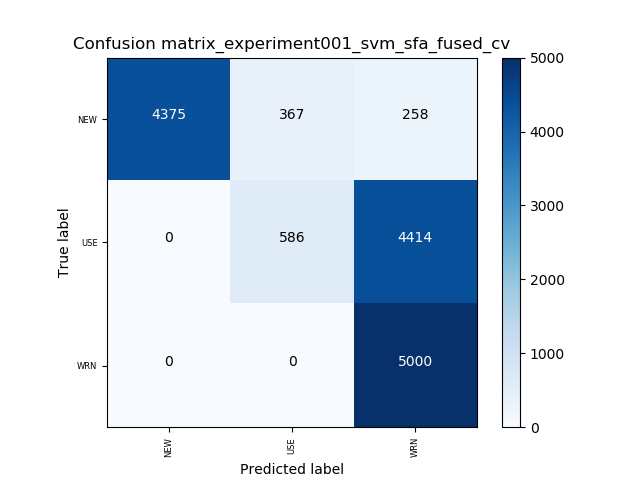 Confusion matrix_experiment001_svm_sfa_fused_cv
5000
4000
3000
2000
1000
0
True label
NEW
USE
WRN
4375 367 258
0 586 4414
0 0 5000
NEW USE WRN
Predicted label